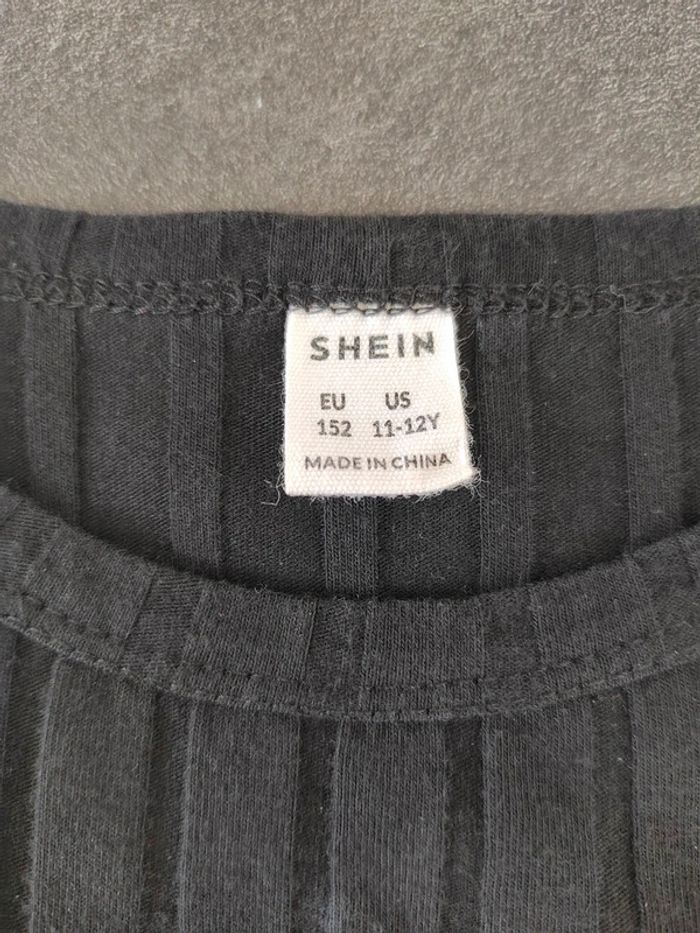 SHEIN
EU US
152 11-12Y
MADE IN CHINA